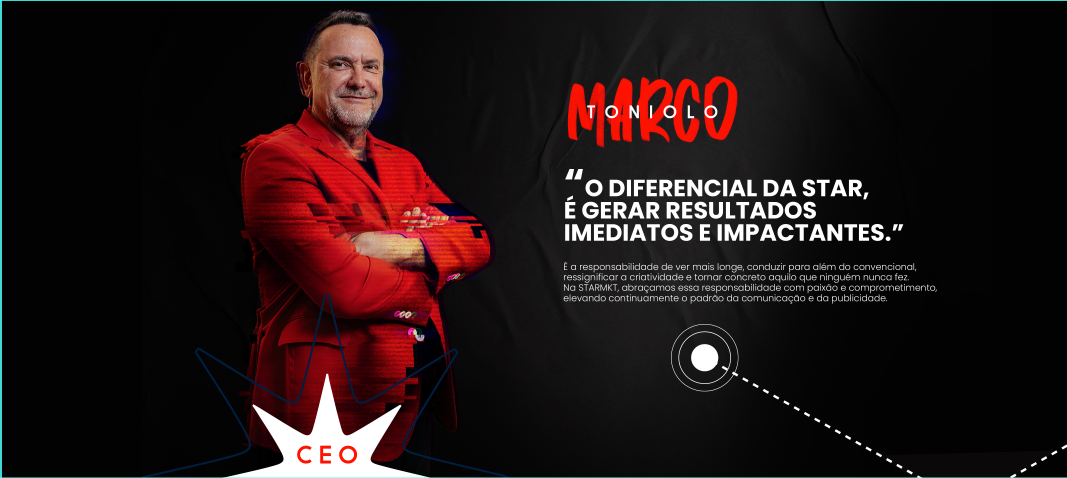 MARCO
TONIOLO
“O DIFERENCIAL DA STAR,
É GERAR RESULTADOS
IMEDIATOS E IMPACTANTES.”
É a responsabilidade de ver mais longe, conduzir para além do convencional,
ressignificar a criatividade e tornar concreto aquilo que ninguém nunca fez.
Na STARMKT, abraçamos essa responsabilidade com paixão e comprometimento,
elevando continuamente o padrão da comunicação e da publicidade.
CEO